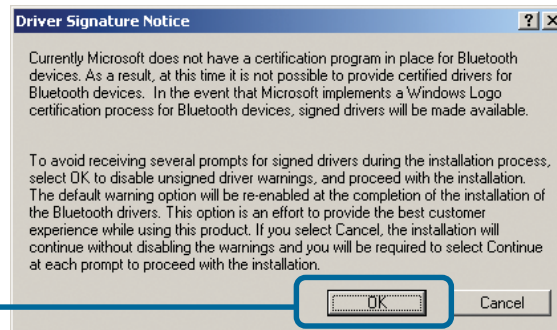 Driver Signature Notice
Currently Microsoft does not have a certification program in place for Bluetooth
devices. As a result, at this time it is not possible to provide certified drivers for
Bluetooth devices. In the event that Microsoft implements a Windows Logo
certification process for Bluetooth devices, signed drivers will be made available.
To avoid receiving several prompts for signed drivers during the installation process,
select OK to disable unsigned driver warnings, and proceed with the installation.
The default warning option will be re-enabled at the completion of the installation of
the Bluetooth drivers. This option is an effort to provide the best customer
experience while using this product. If you select Cancel, the installation will
continue without disabling the warnings and you will be required to select Continue
at each prompt to proceed with the installation.
OK Cancel